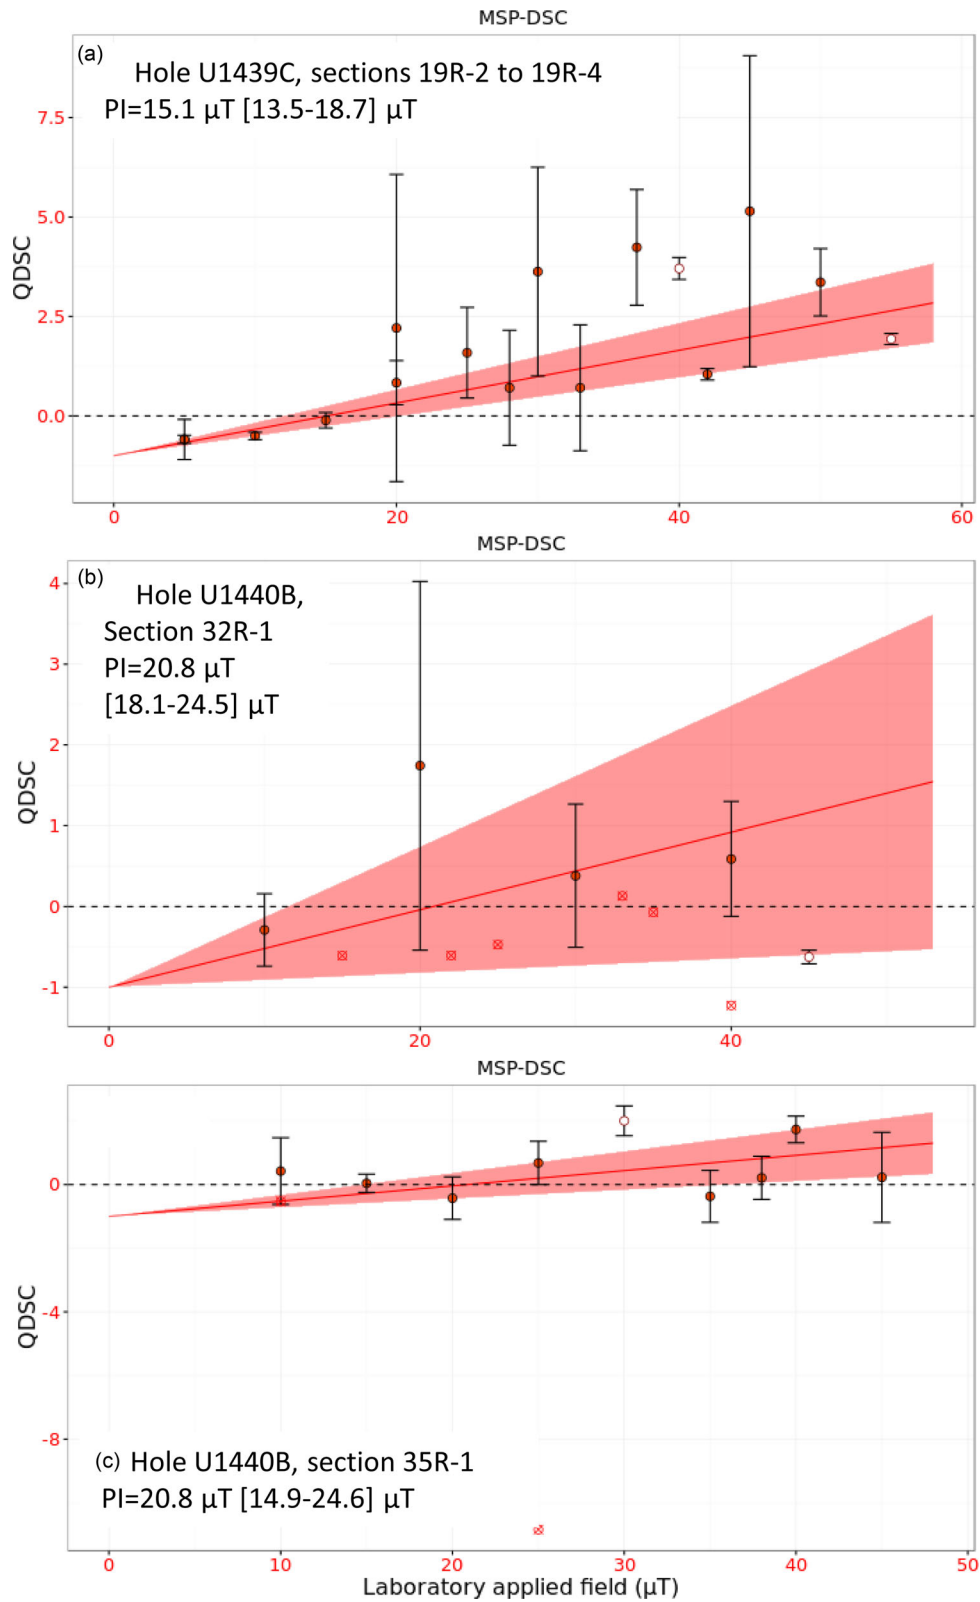 MSP-DSC
(a)
Hole U1439C, sections 19R-2 to 19R-4
PI=15.1 µT [13.5-18.7] µT
7.5
5.0
2.5
0.0
QDSC
0
20
40
60
MSP-DSC
(b)
Hole U1440B,
Section 32R-1
PI=20.8 µT
[18.1-24.5] µT
4
3
2
1
0
-1
QDSC
0
20
40
MSP-DSC
0
-4
-8
QDSC
(c) Hole U1440B, section 35R-1
PI=20.8 µT [14.9-24.6] µT
0
10
20
30
40
50
Laboratory applied field (µT)